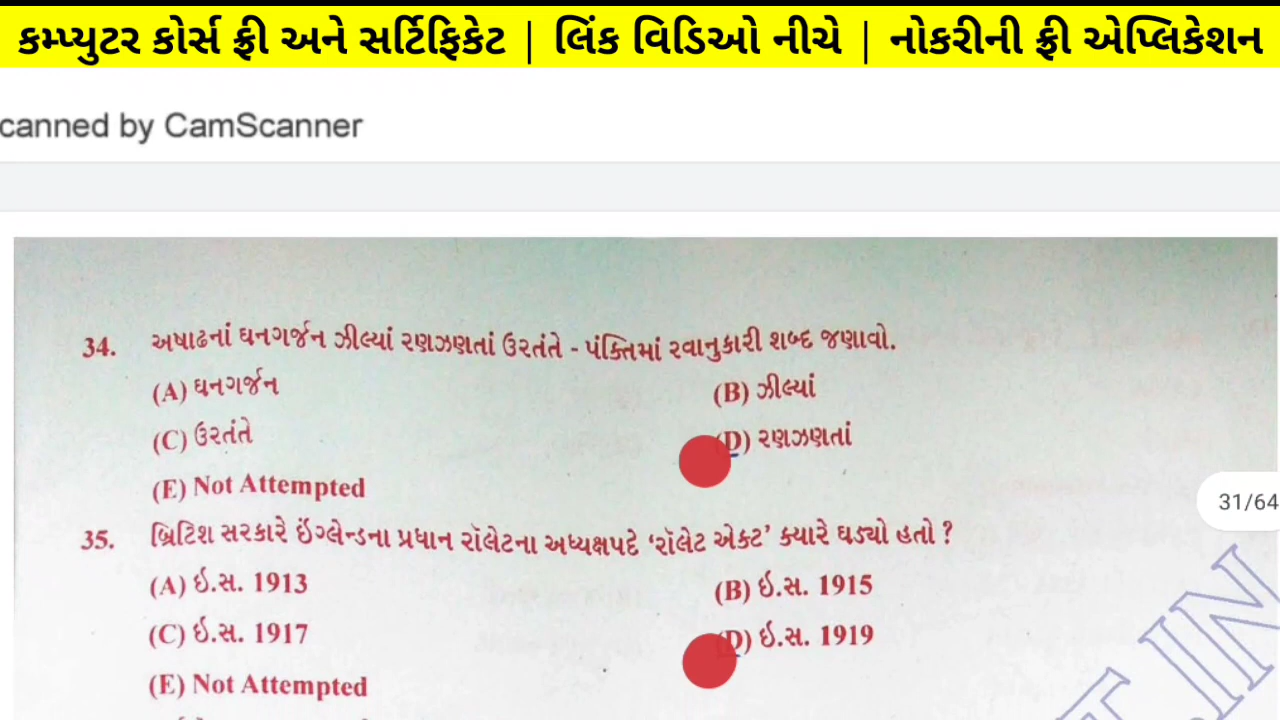 કમ્પ્યુટર કોર્સ ફ્રી અને સર્ટિફિકેટ | લિંક વિડિઓ નીચે | નોકરીની ફ્રી એપ્લિકેશન
canned by CamScanner
34. અષાઢનાં ઘનગર્જન ઝીલ્યાં રણઝણતાં ઉરતંતે - પંક્તિમાં રવાનુકારી શબ્દ જણાવો.
(A) ઘનગર્જન (B) ઝીલ્યાં
(C) ઉરતંતે (D) રણઝણતાં
(E) Not Attempted
31/64
35. બ્રિટિશ સરકારે ઇંગ્લેન્ડના પ્રધાન રૉલેટના અધ્યક્ષપદે ‘રૉલેટ એક્ટ’ ક્યારે ઘડ્યો હતો ?
(A) ઇ.સ. 1913 (B) ઇ.સ. 1915
(C) ઇ.સ. 1917 (D) ઇ.સ. 1919
(E) Not Attempted